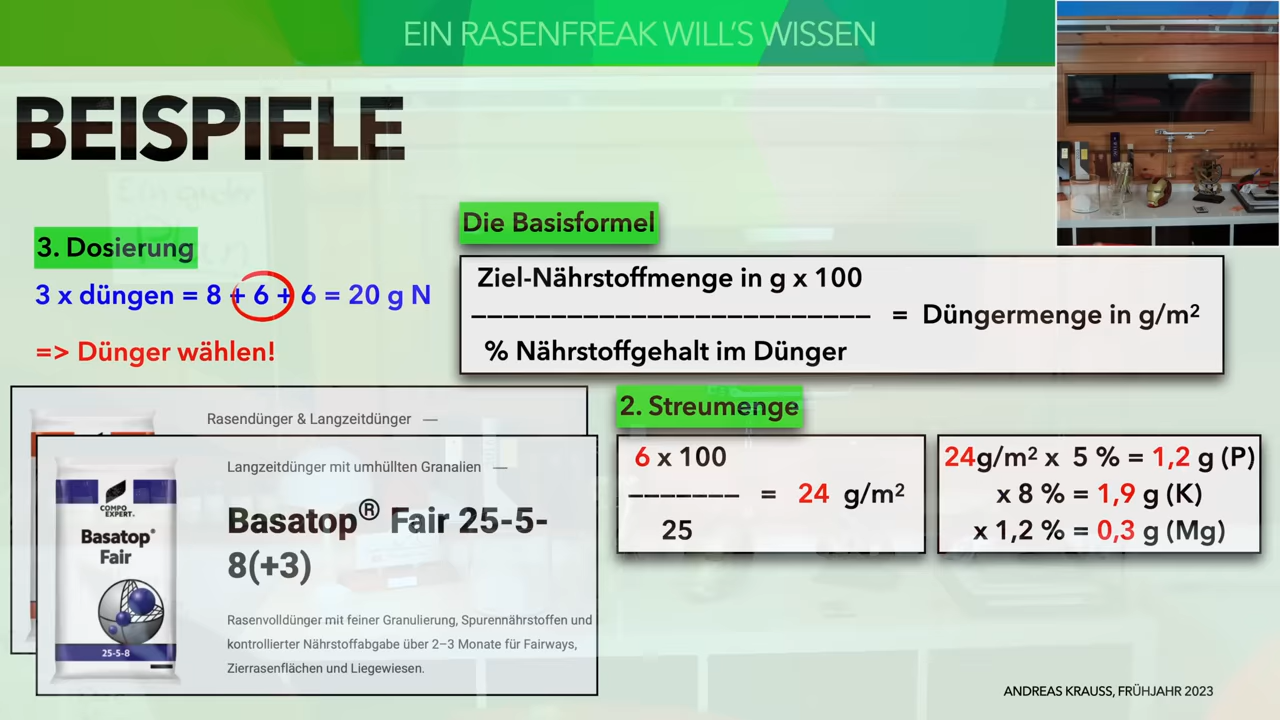 EIN RASENFREAK WILL'S WISSEN
BEISPIELE
3. Dosierung
3 x düngen = 8 + 6 + 6 = 20 g N
=> Dünger wählen!
Die Basisformel
Ziel-Nährstoffmenge in g x 100
–––––––––––––––––––––––– = Düngermenge in g/m²
% Nährstoffgehalt im Dünger
Rasendünger & Langzeitdünger —
Langzeitdünger mit umhüllten Granalien —
Basatop® Fair 25-5-
8(+3)
Rasenvolldünger mit feiner Granulierung, Spurennährstoffen und
kontrollierter Nährstoffabgabe über 2–3 Monate für Fairways,
Zierrasenflächen und Liegewiesen.
COMPO
EXPERT
Basatop®
Fair
25-5-8
2. Streumenge
6 x 100
––––––– = 24 g/m²
25
24g/m² x 5 % = 1,2 g (P)
x 8 % = 1,9 g (K)
x 1,2 % = 0,3 g (Mg)
ANDREAS KRAUSS, FRÜHJAHR 2023